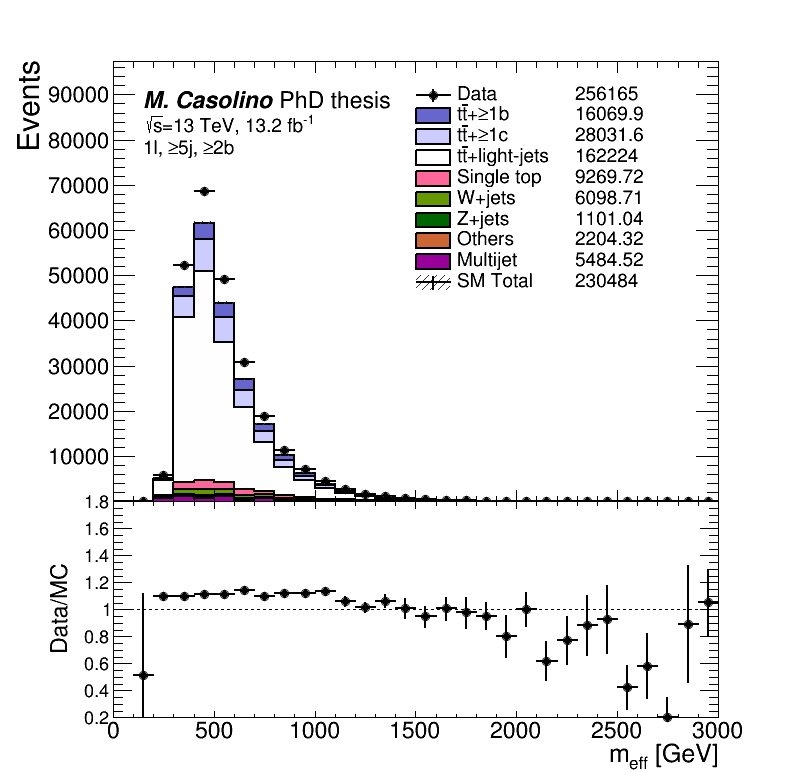 Events
90000
80000
70000
60000
50000
40000
30000
20000
10000
M. Casolino PhD thesis
√s=13 TeV, 13.2 fb⁻¹
1l, ≥5j, ≥2b
Data 256165
tt̄+≥1b 16069.9
tt̄+≥1c 28031.6
tt̄+light-jets 162224
Single top 9269.72
W+jets 6098.71
Z+jets 1101.04
Others 2204.32
Multijet 5484.52
SM Total 230484
Data/MC
1.8
1.6
1.4
1.2
1
0.8
0.6
0.4
0.2
0 500 1000 1500 2000 2500 3000
m_eff [GeV]